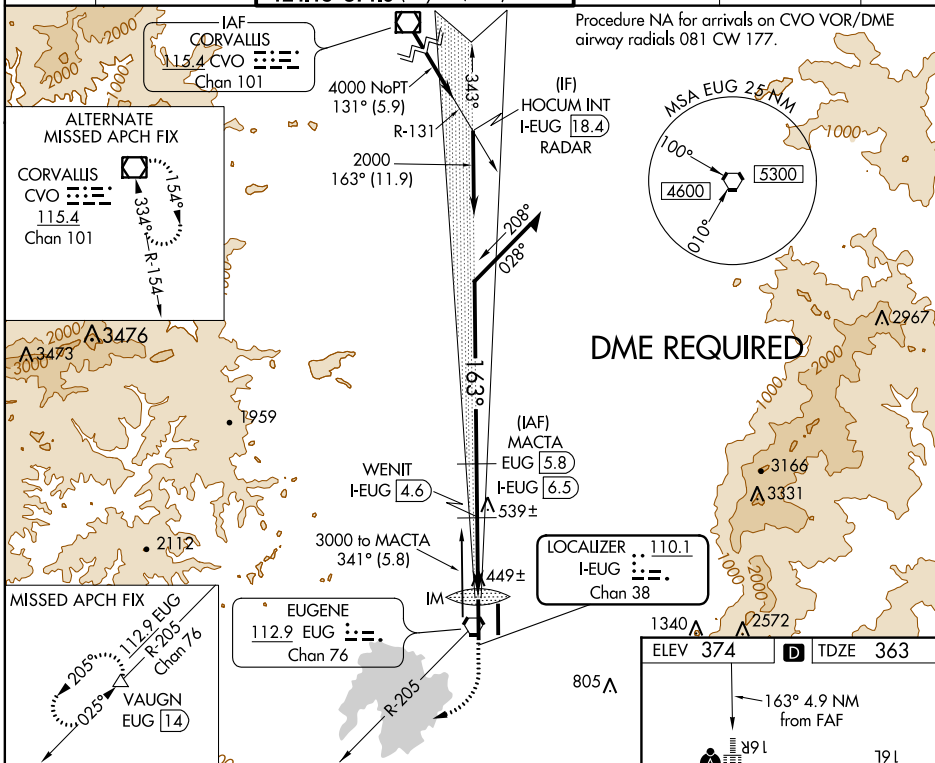 IAF
CORVALLIS
115.4 CVO
Chan 101
Procedure NA for arrivals on CVO VOR/DME
airway radials 081 CW 177.
4000 NoPT
131° (5.9)
R-131
343°
(IF)
HOCUM INT
I-EUG 18.4
RADAR
2000
163° (11.9)
MSA EUG 25 NM
100°
4600
5300
010°
ALTERNATE
MISSED APCH FIX
CORVALLIS
CVO
115.4
Chan 101
154°
334°
R-154
208°
028°
2000
1000
2000
3476
3473
3000
2967
DME REQUIRED
2000
1000
163°
1959
(IAF)
MACTA
EUG 5.8
I-EUG 6.5
WENIT
I-EUG 4.6
539±
3166
3331
3000 to MACTA
341° (5.8)
2112
LOCALIZER 110.1
I-EUG
Chan 38
449±
IM
2000
1000
MISSED APCH FIX
112.9 EUG
R-205
Chan 76
205°
025°
VAUGN
EUG 14
EUGENE
112.9 EUG
Chan 76
R-205
1340
2572
805
ELEV 374
D
TDZE 363
163° 4.9 NM
from FAF
16R
16L